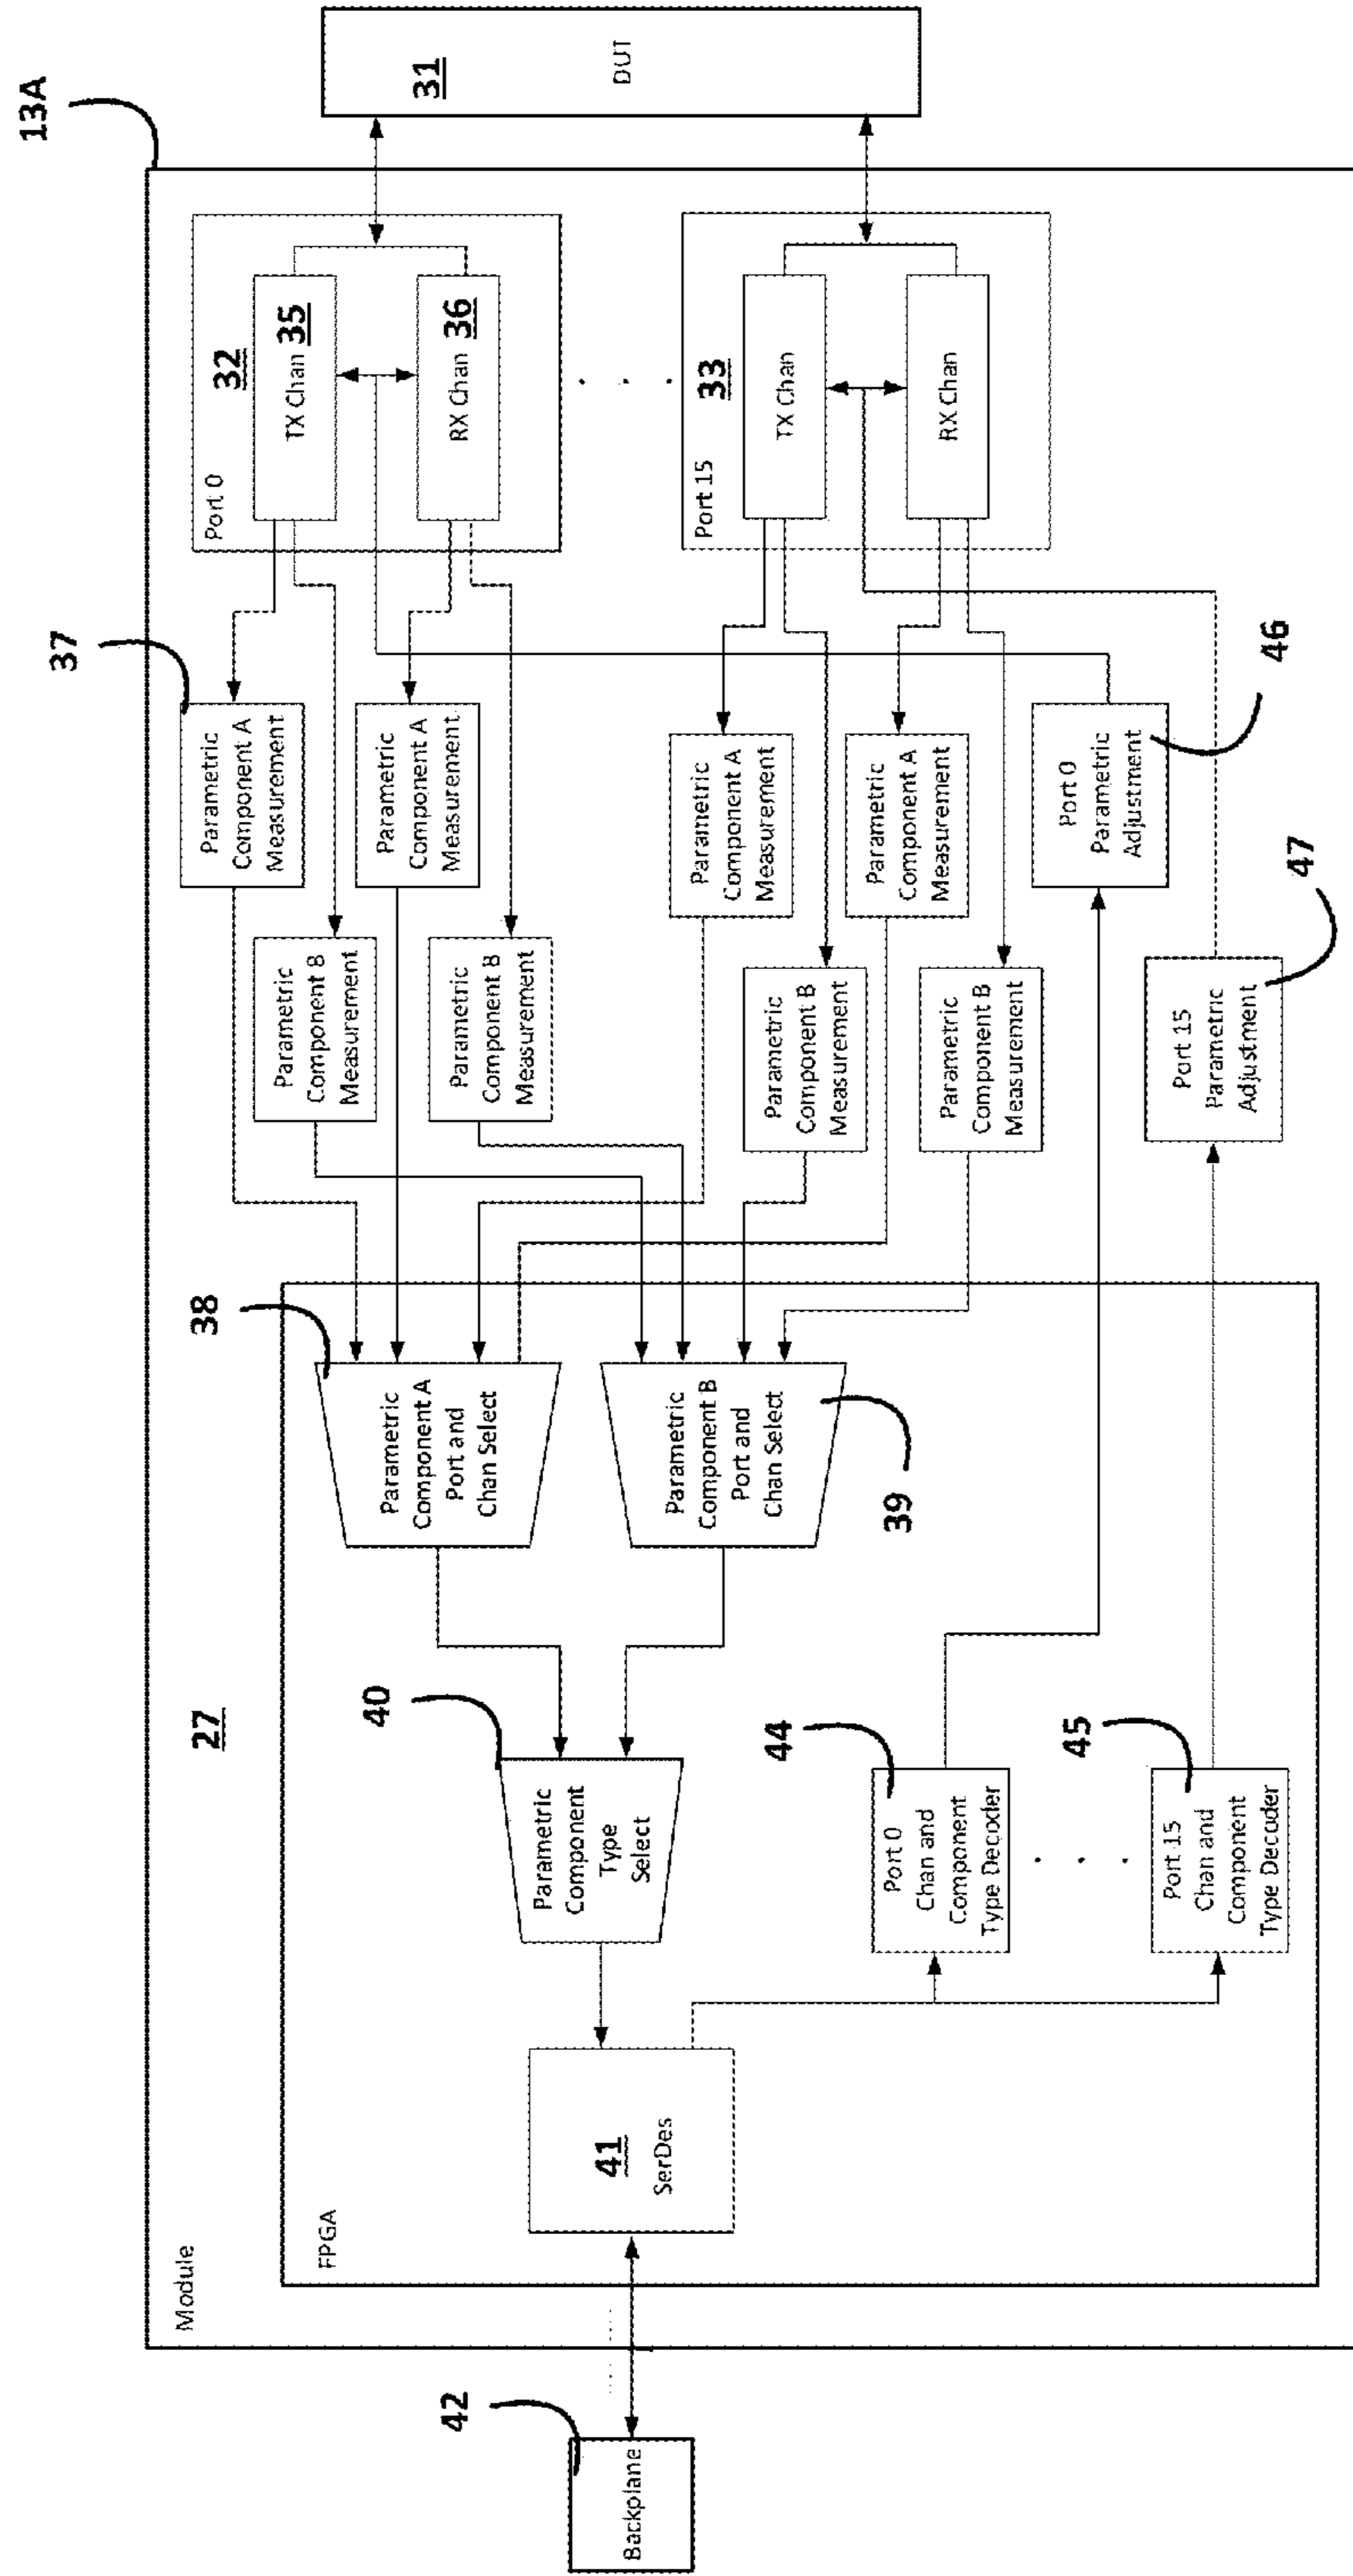 13A
Module
27
FPGA
42
Backplane
41
SerDes
40
Parametric
Component
Type
Select
38
Parametric
Component A
Port and
Chan Select
Parametric
Component B
Port and
Chan Select
39
44
Port 0
Chan and
Component
Type Decoder
. . .
45
Port 15
Chan and
Component
Type Decoder
37
Parametric
Component A
Measurement
Parametric
Component B
Measurement
Parametric
Component A
Measurement
Parametric
Component B
Measurement
Parametric
Component A
Measurement
Parametric
Component B
Measurement
Parametric
Component A
Measurement
Parametric
Component B
Measurement
Port 0
Parametric
Adjustment
46
Port 15
Parametric
Adjustment
47
Port 0
32
TX Chan 35
RX Chan 36
. . .
Port 15
33
TX Chan
RX Chan
31
DUT